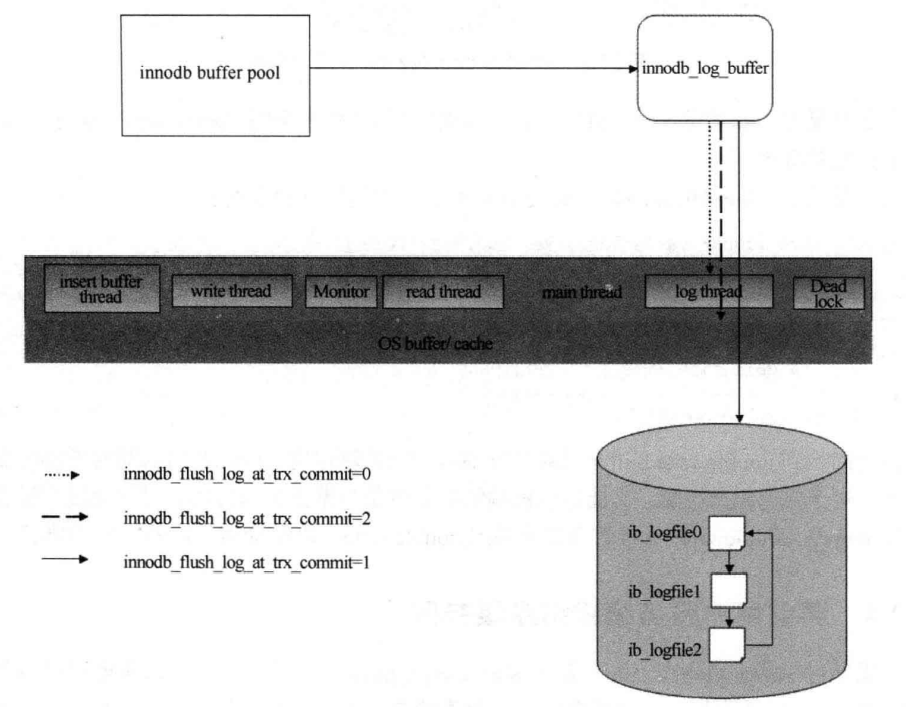 innodb buffer pool
innodb_log_buffer
insert buffer
thread
write thread
Monitor
read thread
main thread
log thread
Dead
lock
OS buffer/ cache
innodb_flush_log_at_trx_commit=0
innodb_flush_log_at_trx_commit=2
innodb_flush_log_at_trx_commit=1
ib_logfile0
ib_logfile1
ib_logfile2